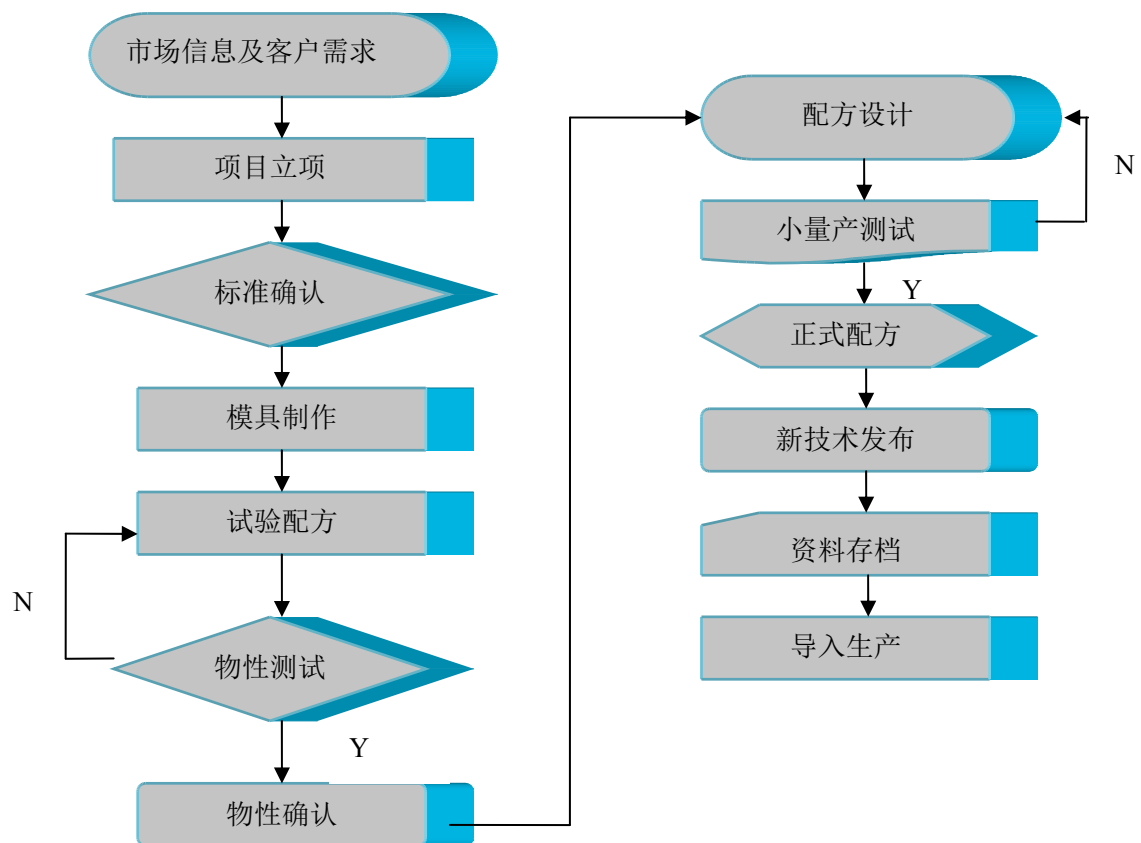 市场信息及客户需求
项目立项
标准确认
模具制作
试验配方
N
物性测试
Y
物性确认
配方设计
N
小量产测试
Y
正式配方
新技术发布
资料存档
导入生产